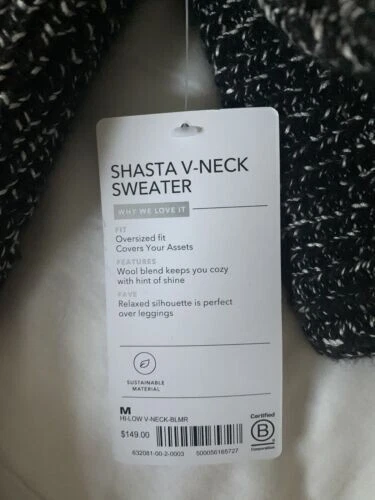 SHASTA V-NECK
SWEATER
WHY WE LOVE IT
FIT
Oversized fit
Covers Your Assets
FEATURES
Wool blend keeps you cozy
with hint of shine
FAVE
Relaxed silhouette is perfect
over leggings
SUSTAINABLE
MATERIAL
M
HI-LOW V-NECK-BLMR
$149.00
632081-00-2-0003 500056165727
Certified
B
Corporation